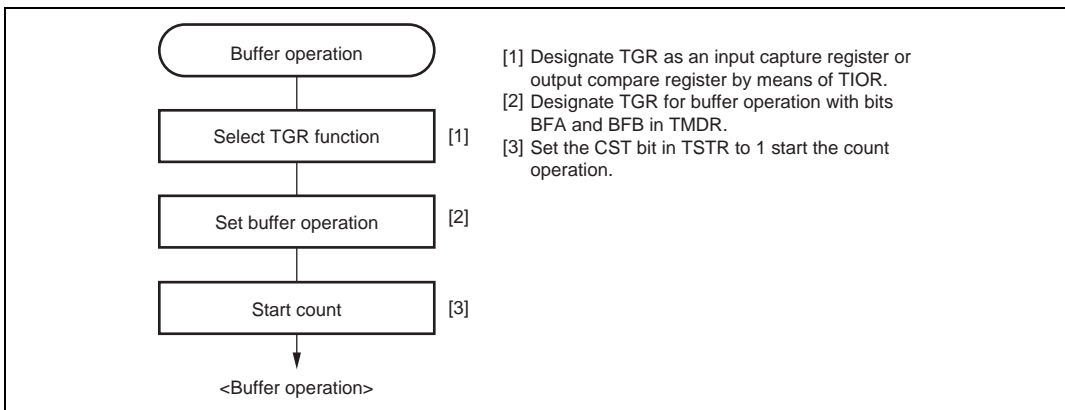 Buffer operation
Select TGR function
[1]
Set buffer operation
[2]
Start count
[3]
<Buffer operation>
[1] Designate TGR as an input capture register or
output compare register by means of TIOR.
[2] Designate TGR for buffer operation with bits
BFA and BFB in TMDR.
[3] Set the CST bit in TSTR to 1 start the count
operation.